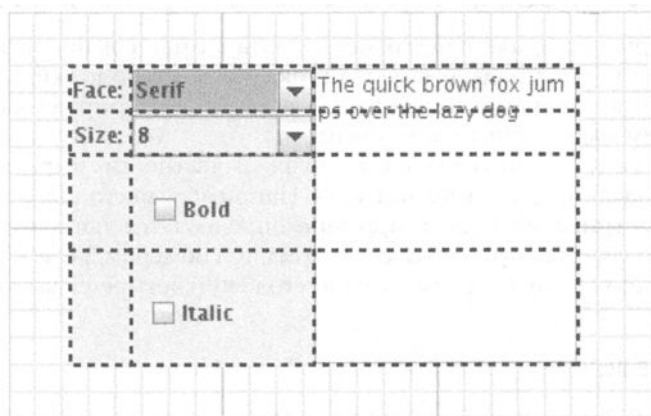 Face: Serif
The quick brown fox jum
ps over the lazy dog
Size: 8
Bold
Italic